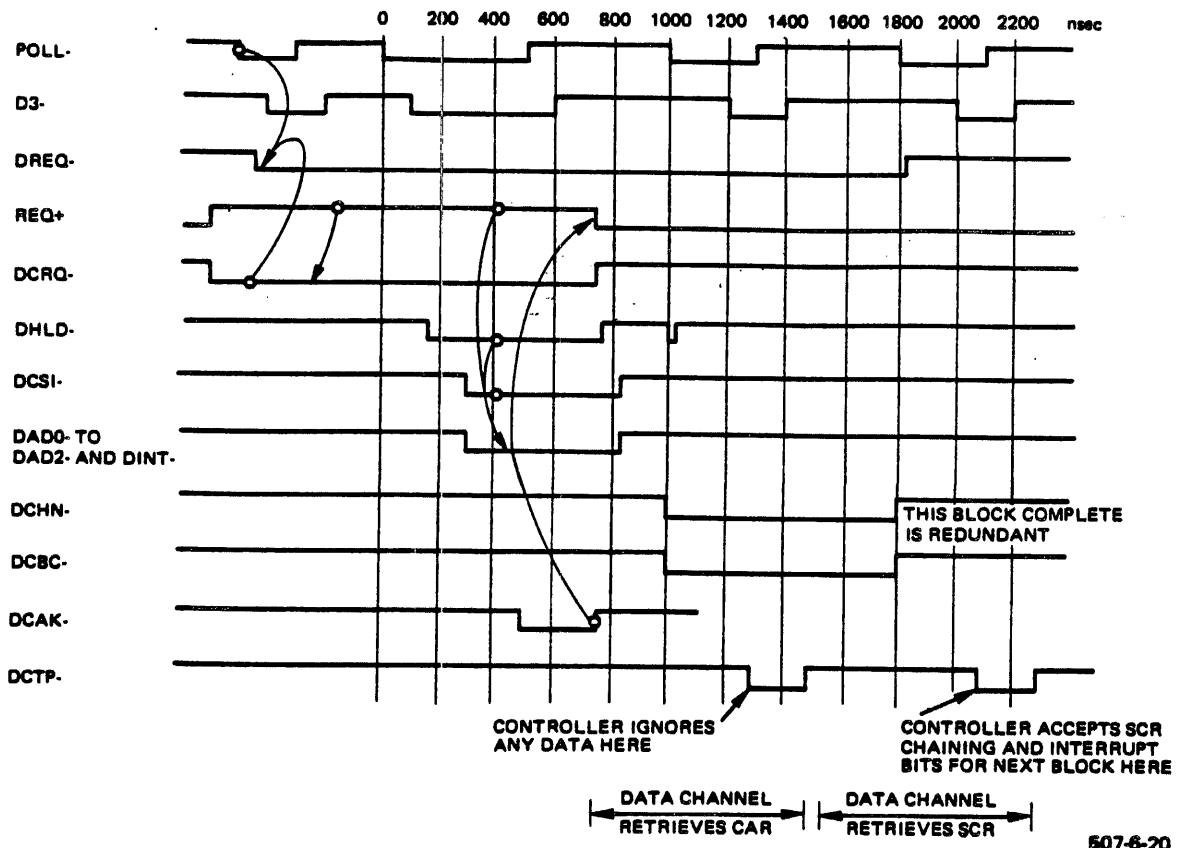 0 200 400 600 800 1000 1200 1400 1600 1800 2000 2200 nsec
POLL-
D3-
DREQ-
REQ+
DCRQ-
DHLD-
DCSI-
DAD0- TO
DAD2- AND DINT-
DCHN-
THIS BLOCK COMPLETE
IS REDUNDANT
DCBC-
DCAK-
DCTP-
CONTROLLER IGNORES
ANY DATA HERE
CONTROLLER ACCEPTS SCR
CHAINING AND INTERRUPT
BITS FOR NEXT BLOCK HERE
DATA CHANNEL
RETRIEVES CAR
DATA CHANNEL
RETRIEVES SCR
507-6-20